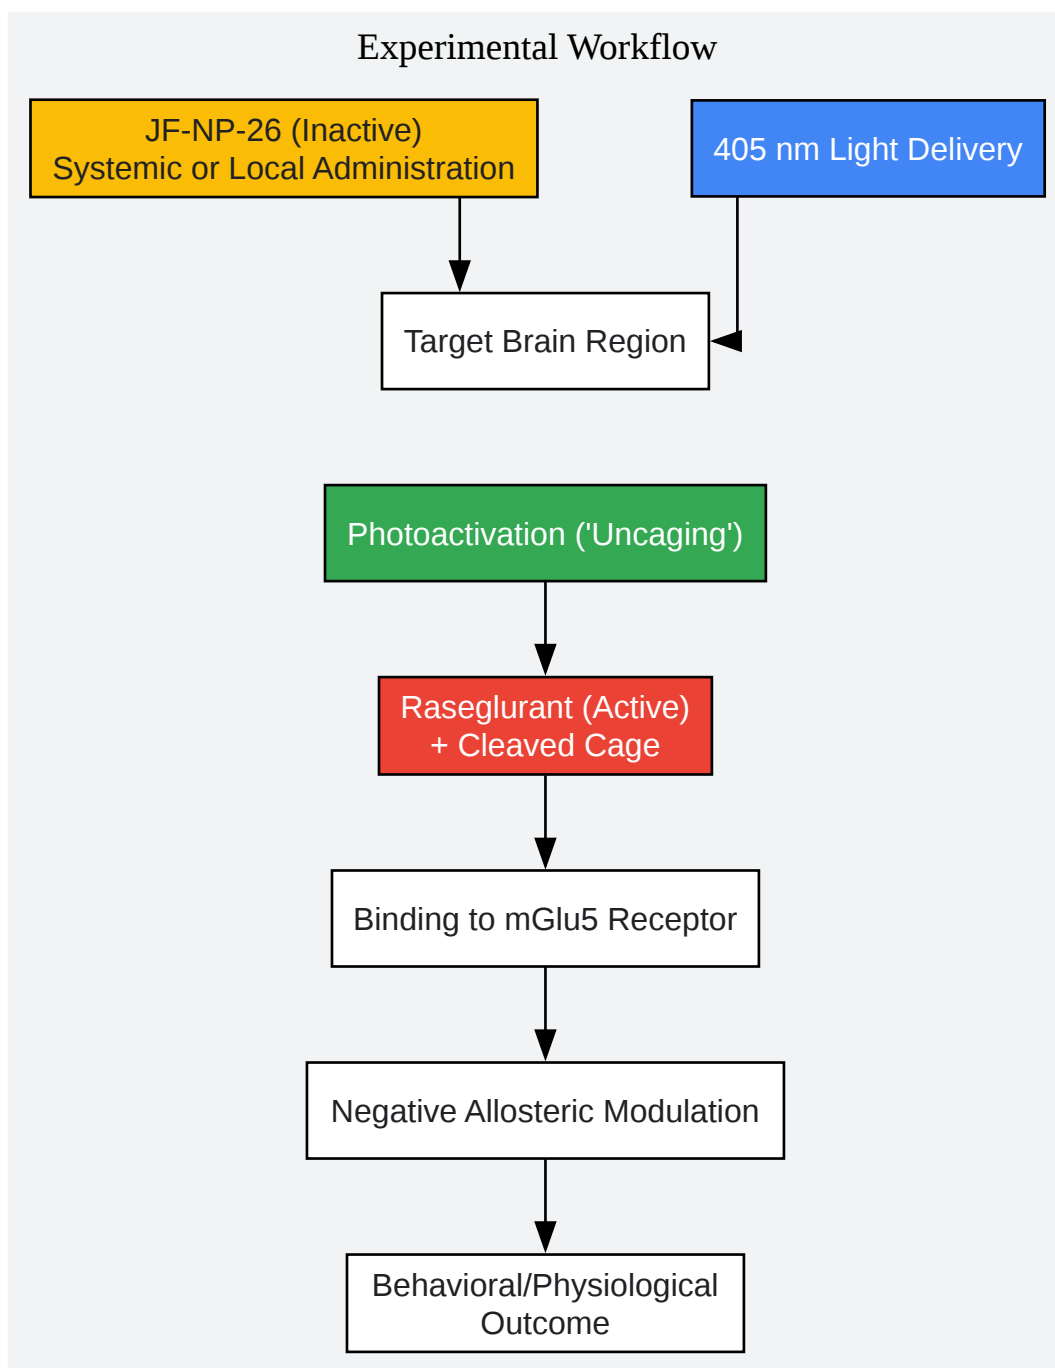 Experimental Workflow
JF-NP-26 (Inactive)
Systemic or Local Administration
405 nm Light Delivery
Target Brain Region
Photoactivation ('Uncaging')
Raseglurant (Active)
+ Cleaved Cage
Binding to mGlu5 Receptor
Negative Allosteric Modulation
Behavioral/Physiological
Outcome